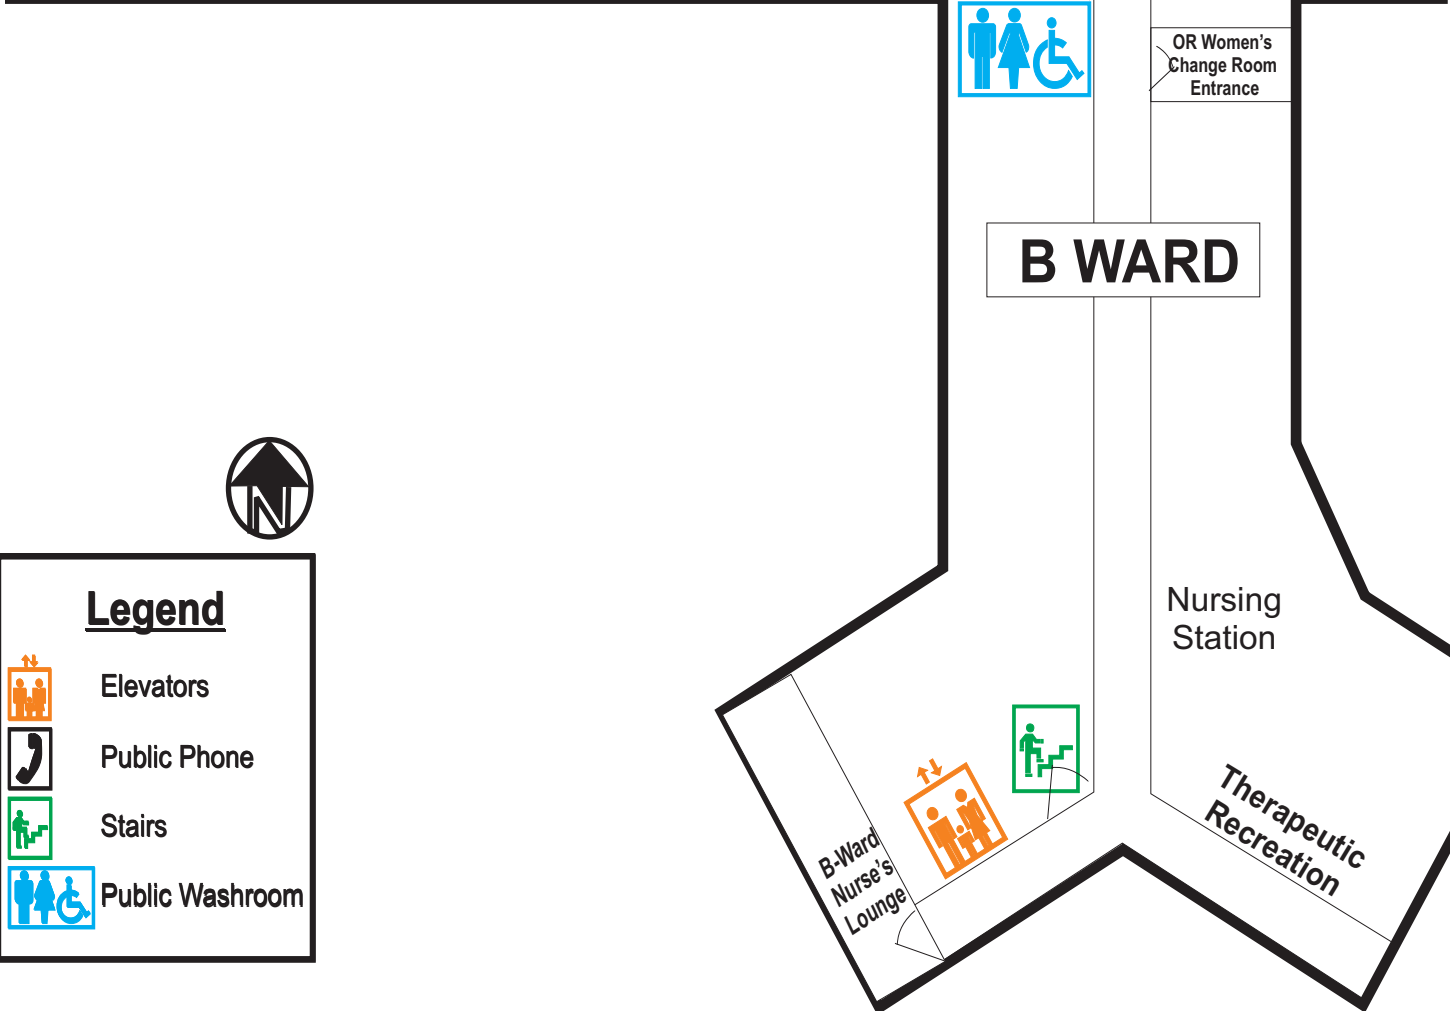 OR Women's
Change Room
Entrance
B WARD
N
Legend
Elevators
Public Phone
Stairs
Public Washroom
Nursing
Station
B-Ward
Nurse's
Lounge
Therapeutic
Recreation